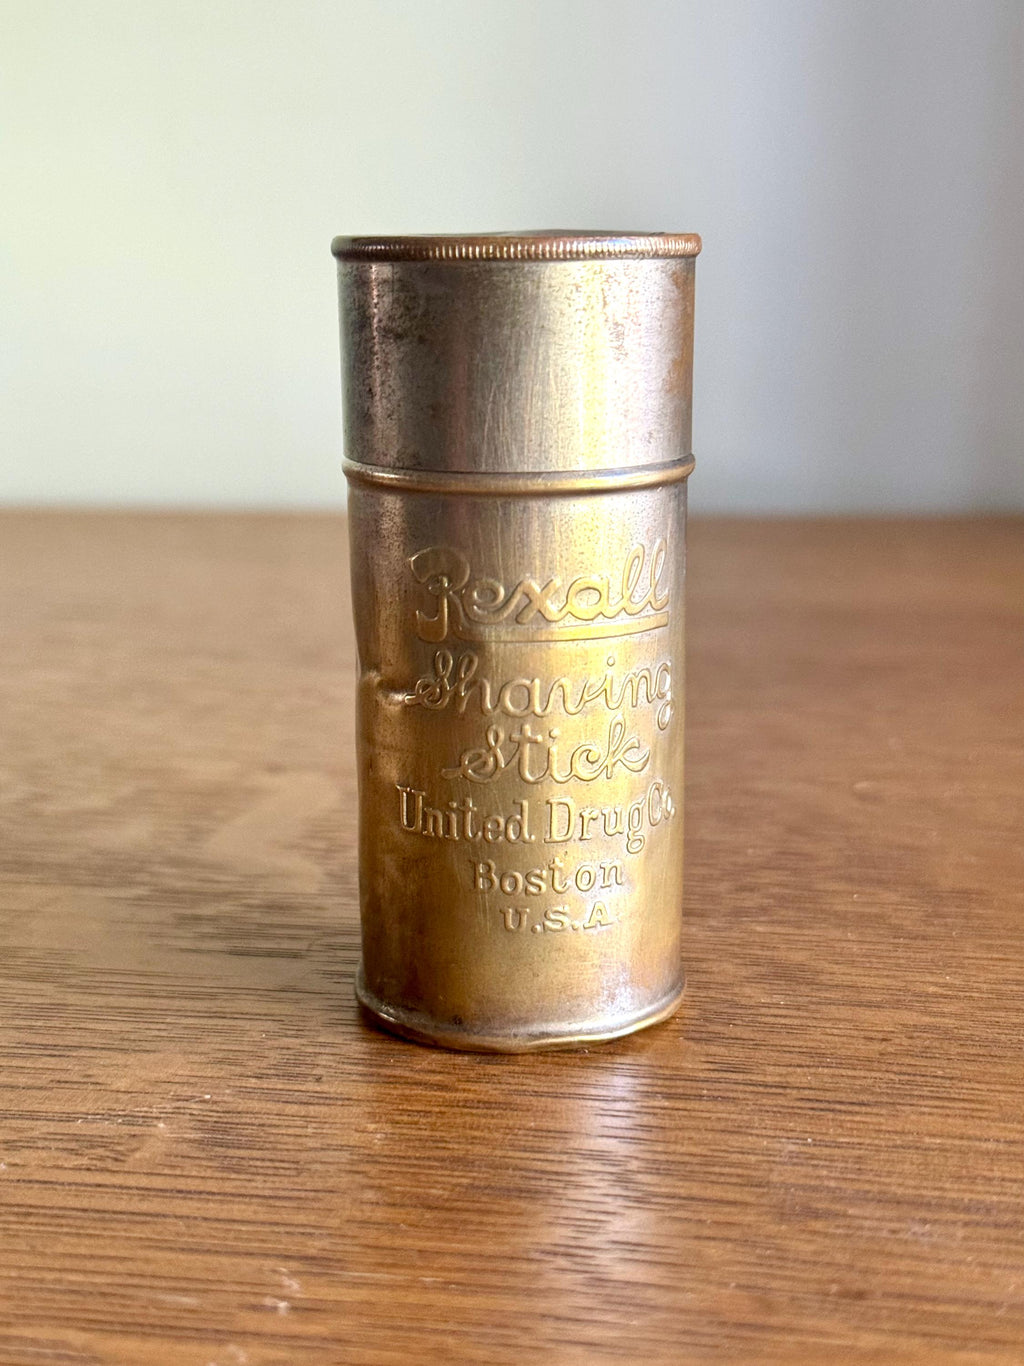 Rexall
Shaving
Stick
United Drug Co.
Boston
U.S.A